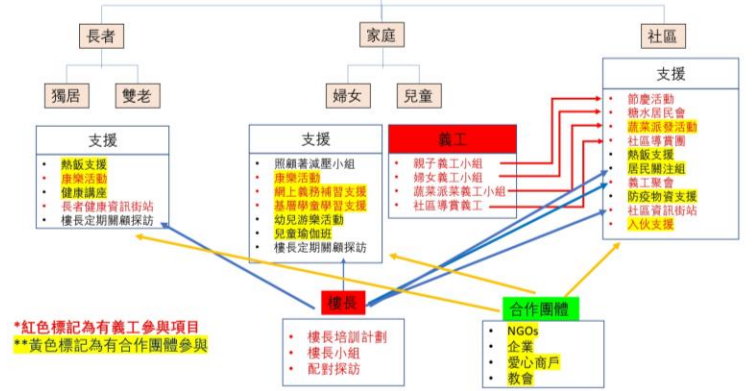 長者
家庭
社區
獨居
雙老
婦女
兒童
支援
熱飯支援
康樂活動
健康講座
長者健康資訊街站
樓長定期關顧探訪
支援
照顧著減壓小組
康樂活動
網上義務補習支援
基層學童學習支援
幼兒游樂活動
兒童瑜伽班
樓長定期關顧探訪
義工
親子義工小組
婦女義工小組
蔬菜派菜義工小組
社區導賞義工
支援
節慶活動
糖水居民會
蔬菜派發活動
社區導賞團
熱飯支援
居民關注組
義工聚會
防疫物資支援
社區資訊街站
入伙支援
樓長
樓長培訓計劃
樓長小組
配對探訪
合作團體
NGOs
企業
愛心商戶
教會
*紅色標記為有義工參與項目
**黃色標記為有合作團體參與